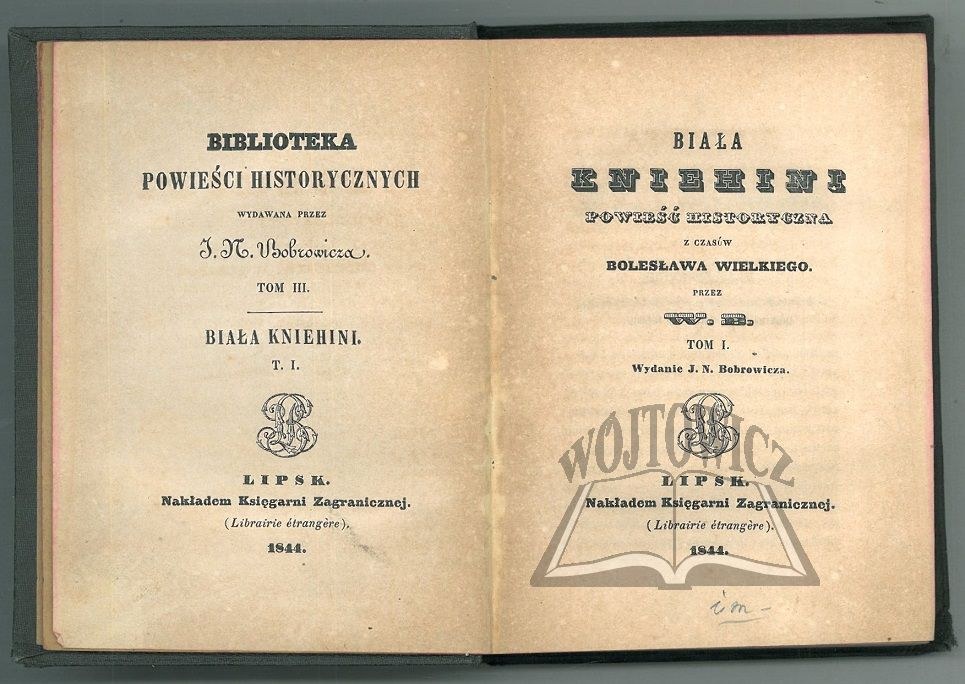 BIBLIOTEKA
POWIEŚCI HISTORYCZNYCH
WYDAWANA PRZEZ
J. N. Bobrowicza.
TOM III.
BIAŁA KNIEHINI.
T. I.
LIPSK.
Nakładem Księgarni Zagranicznej.
(Librairie étrangère).
1844.
BIAŁA
KNIEHINI
POWIEŚĆ HISTORYCZNA
Z CZASÓW
BOLESŁAWA WIELKIEGO.
PRZEZ
W. B.
TOM I.
Wydanie J. N. Bobrowicza.
WÓJTOWICZ
LIPSK.
Nakładem Księgarni Zagranicznej.
(Librairie étrangère).
1844.